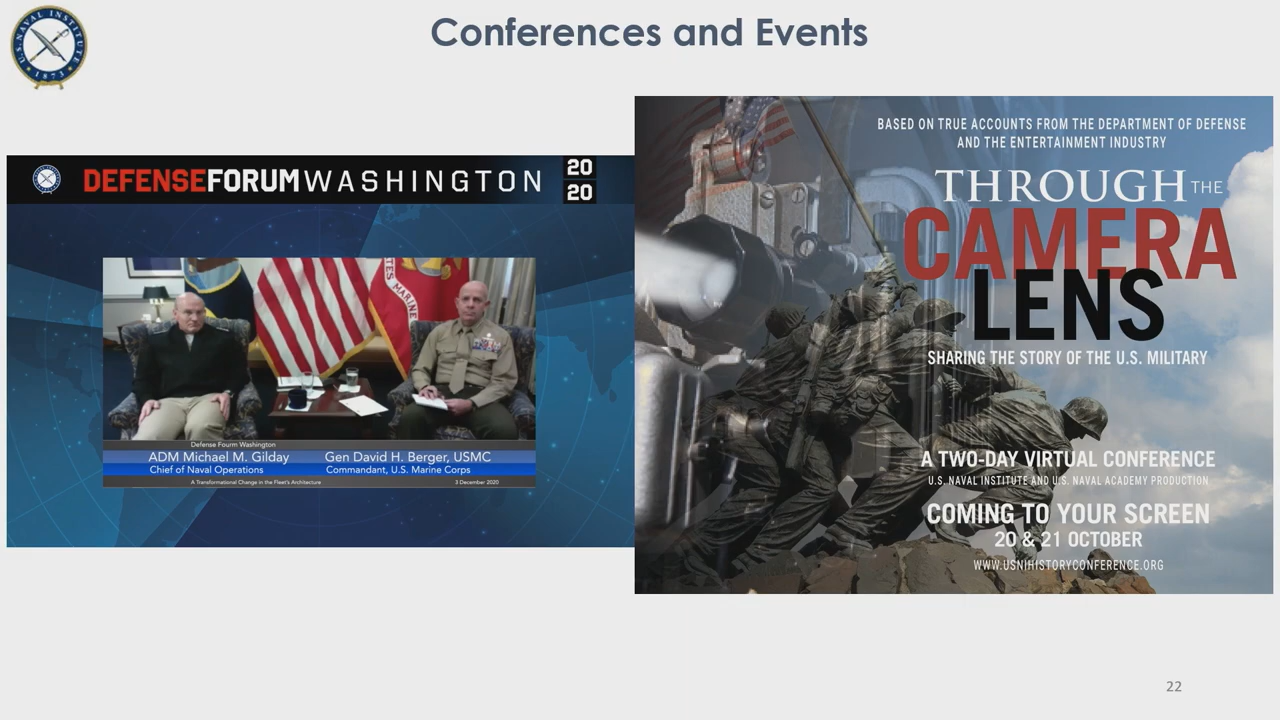 U.S. NAVAL INSTITUTE
1873
Conferences and Events
DEFENSEFORUMWASHINGTON
20
20
MARINE
Defense Fourm Washington
ADM Michael M. Gilday
Chief of Naval Operations
Gen David H. Berger, USMC
Commandant, U.S. Marine Corps
A Transformational Change in the Fleet's Architecture
3 December 2020
BASED ON TRUE ACCOUNTS FROM THE DEPARTMENT OF DEFENSE
AND THE ENTERTAINMENT INDUSTRY
THROUGH THE
CAMERA
LENS
SHARING THE STORY OF THE U.S. MILITARY
A TWO-DAY VIRTUAL CONFERENCE
U.S. NAVAL INSTITUTE AND U.S. NAVAL ACADEMY PRODUCTION
COMING TO YOUR SCREEN
20 & 21 OCTOBER
WWW.USNIHISTORYCONFERENCE.ORG
22